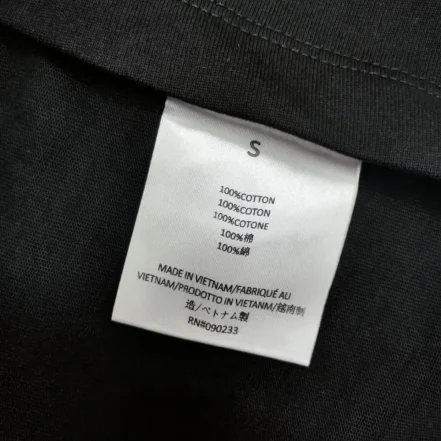 S
100%COTTON
100%COTON
100%COTONE
100%棉
100%綿
MADE IN VIETNAM/FABRIQUÉ AU
VIETNAM/PRODOTTO IN VIETANM/越南制
造/ベトナム製
RN#090233